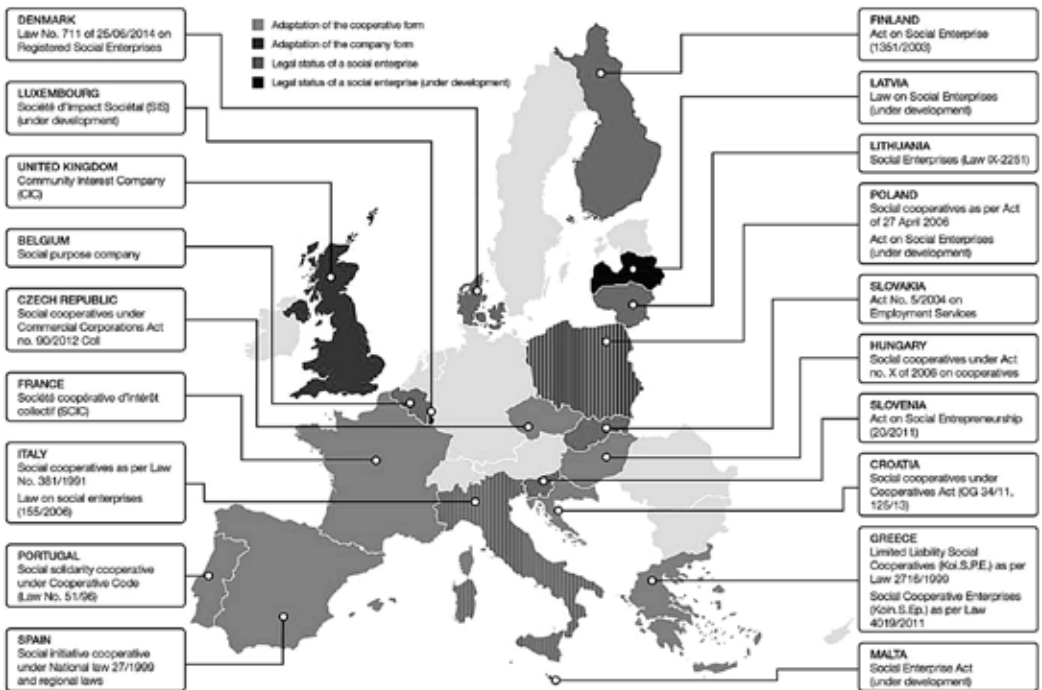 DENMARK
Law No. 711 of 25/06/2014 on
Registered Social Enterprises
LUXEMBOURG
Société d'Impact Sociétal (SIS)
(under development)
UNITED KINGDOM
Community Interest Company
(CIC)
BELGIUM
Social purpose company
CZECH REPUBLIC
Social cooperatives under
Commercial Corporations Act
no. 90/2012 Coll
FRANCE
Société coopérative d'intérêt
collectif (SCIC)
ITALY
Social cooperatives as per Law
No. 381/1991
Law on social enterprises
(155/2006)
PORTUGAL
Social solidarity cooperative
under Cooperative Code
(Law No. 51/96)
SPAIN
Social initiative cooperative
under National law 27/1999
and regional laws
Adaptation of the cooperative form
Adaptation of the company form
Legal status of a social enterprise
Legal status of a social enterprise (under development)
FINLAND
Act on Social Enterprise
(1351/2003)
LATVIA
Law on Social Enterprises
(under development)
LITHUANIA
Social Enterprises (Law IX-2251)
POLAND
Social cooperatives as per Act
of 27 April 2006
Act on Social Enterprises
(under development)
SLOVAKIA
Act No. 5/2004 on
Employment Services
HUNGARY
Social cooperatives under Act
no. X of 2006 on cooperatives
SLOVENIA
Act on Social Entrepreneurship
(20/2011)
CROATIA
Social cooperatives under
Cooperatives Act (OG 34/11,
125/13)
GREECE
Limited Liability Social
Cooperatives (Koi.S.P.E.) as per
Law 2716/1999
Social Cooperative Enterprises
(Koin.S.Ep.) as per Law
4019/2011
MALTA
Social Enterprise Act
(under development)